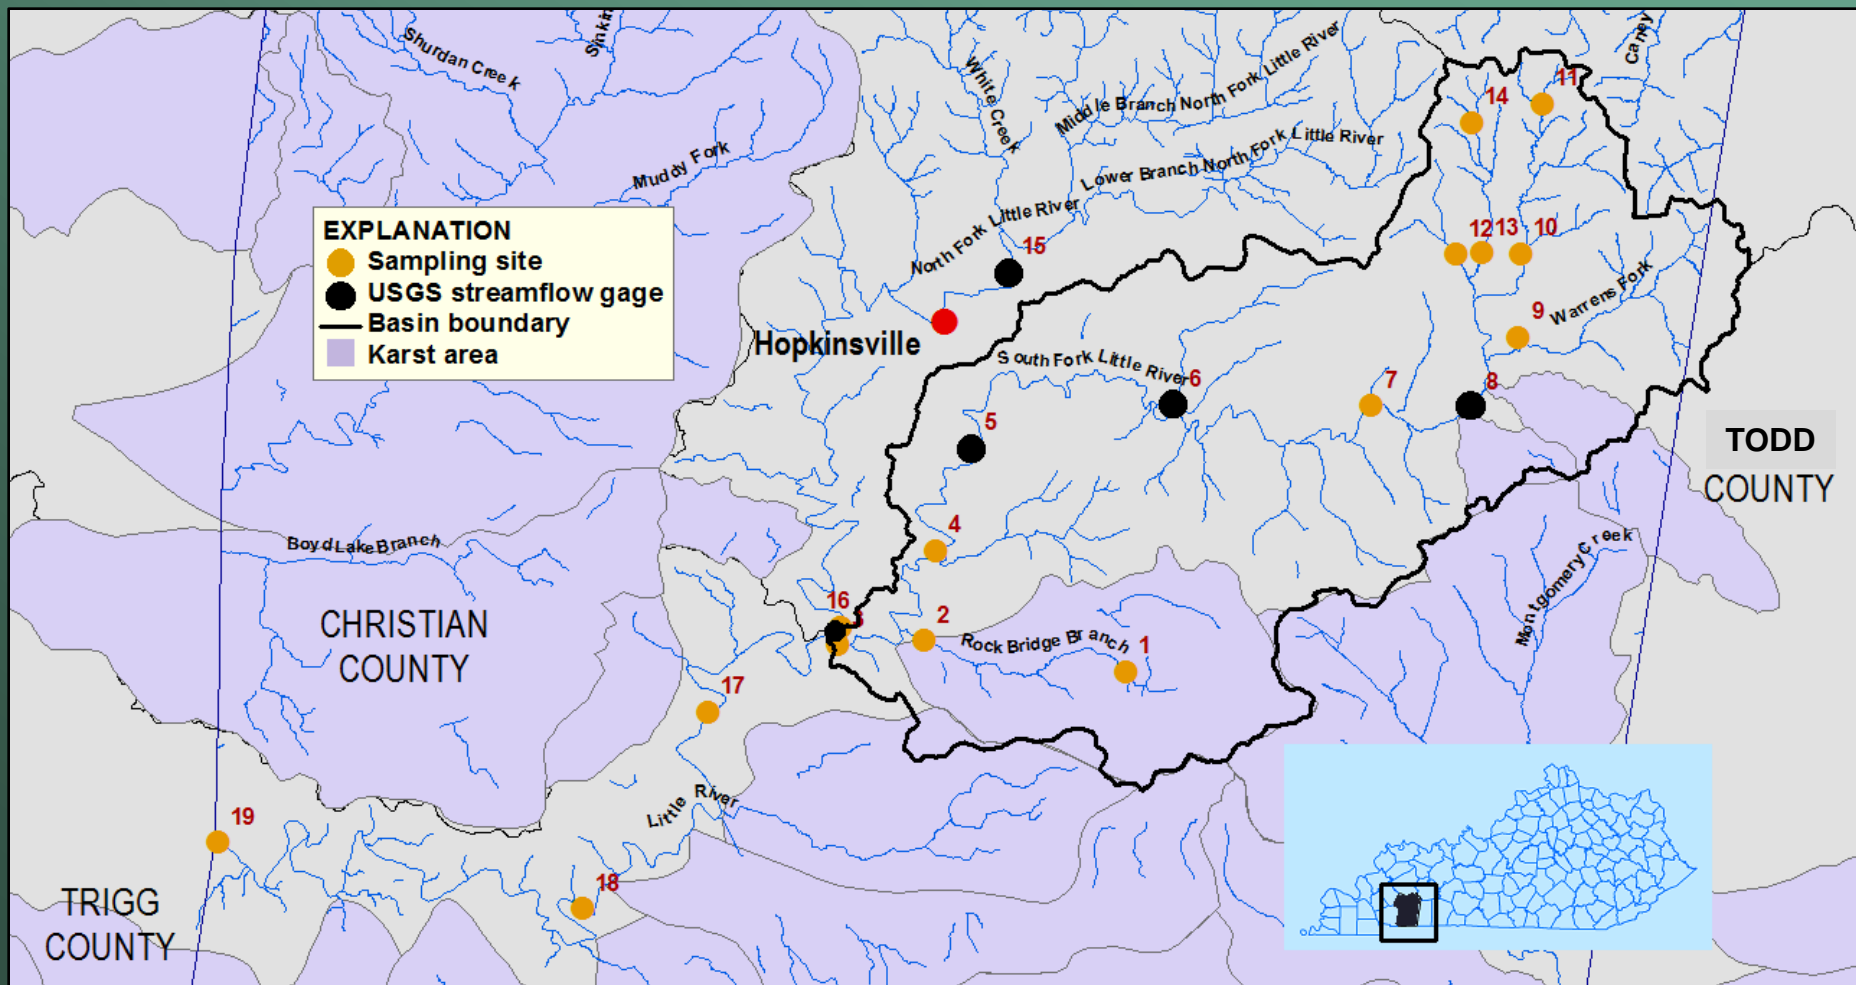 Shurdan Creek
Sinkin
White Creek
Middle Branch North Fork Little River
Caney
11
14
Lower Branch North Fork Little River
Muddy Fork
EXPLANATION
Sampling site
USGS streamflow gage
Basin boundary
Karst area
North Fork Little River
15
12
13
10
Warrens Fork
9
Hopkinsville
South Fork Little River
6
7
8
5
TODD
COUNTY
4
Boyd Lake Branch
Montgomery Creek
16
2
Rock Bridge Branch
1
CHRISTIAN
COUNTY
17
Little River
19
18
TRIGG
COUNTY